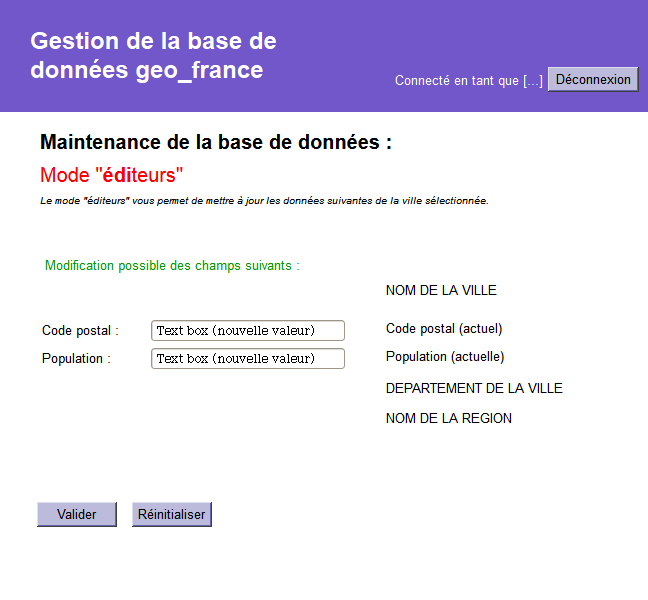 Gestion de la base de
données geo_france
Connecté en tant que [...] Déconnexion
Maintenance de la base de données :
Mode "éditeurs"
Le mode "éditeurs" vous permet de mettre à jour les données suivantes de la ville sélectionnée.
Modification possible des champs suivants :
NOM DE LA VILLE
Code postal : Text box (nouvelle valeur) Code postal (actuel)
Population : Text box (nouvelle valeur) Population (actuelle)
DEPARTEMENT DE LA VILLE
NOM DE LA REGION
Valider Réinitialiser